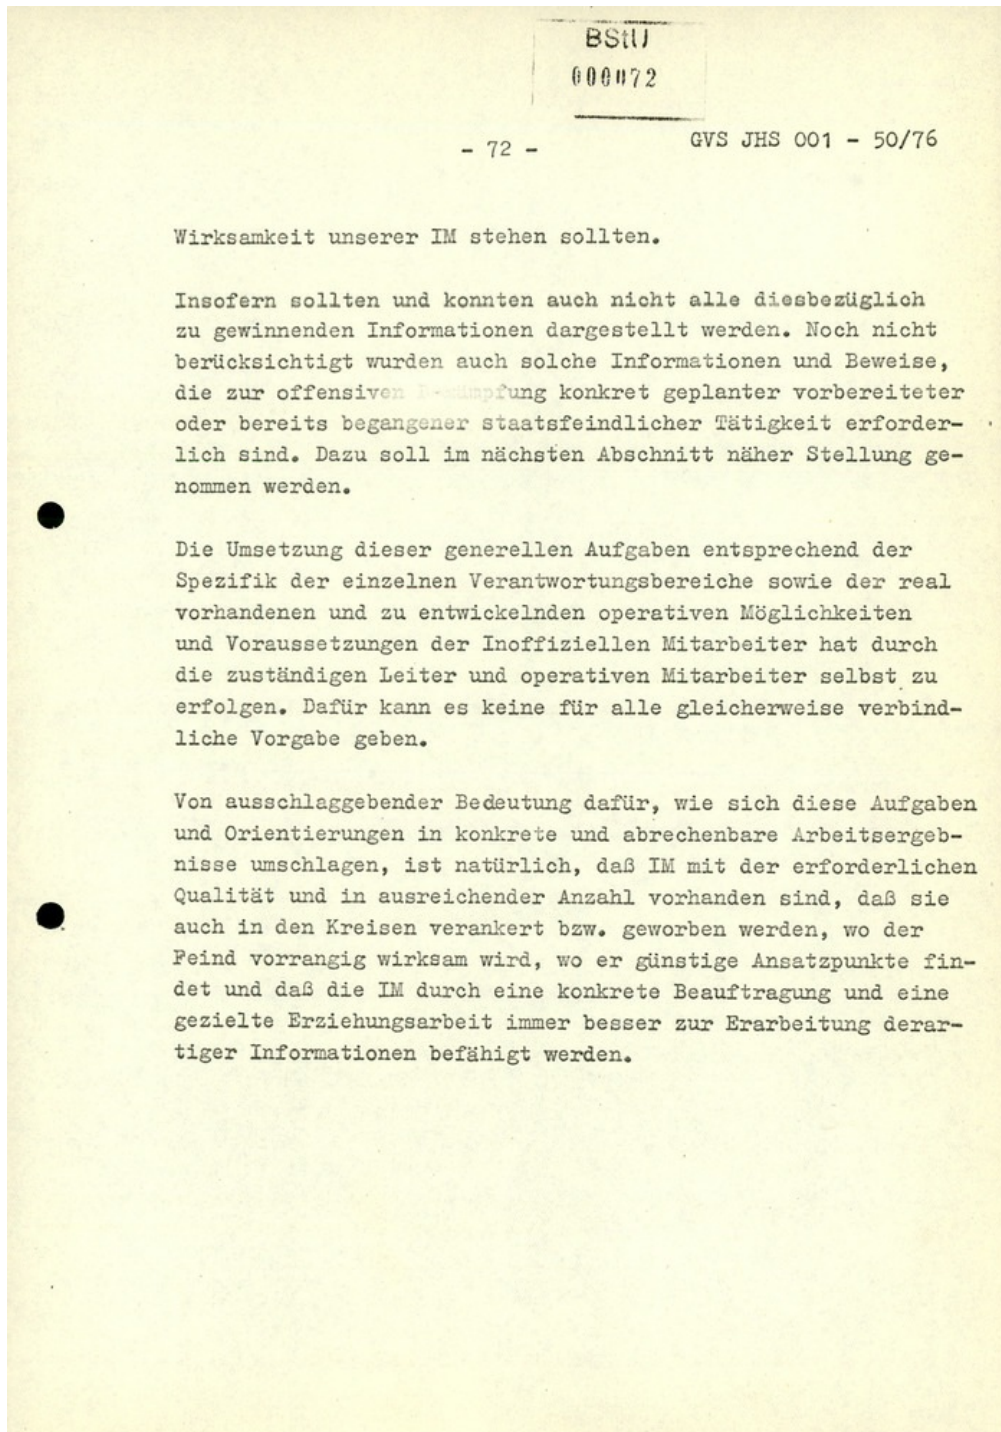 BStU
000072
- 72 -
GVS JHS 001 - 50/76
Wirksamkeit unserer IM stehen sollten.
Insofern sollten und konnten auch nicht alle diesbezüglich
zu gewinnenden Informationen dargestellt werden. Noch nicht
berücksichtigt wurden auch solche Informationen und Beweise,
die zur offensiven Bekämpfung konkret geplanter vorbereiteter
oder bereits begangener staatsfeindlicher Tätigkeit erforder-
lich sind. Dazu soll im nächsten Abschnitt näher Stellung ge-
nommen werden.
Die Umsetzung dieser generellen Aufgaben entsprechend der
Spezifik der einzelnen Verantwortungsbereiche sowie der real
vorhandenen und zu entwickelnden operativen Möglichkeiten
und Voraussetzungen der Inoffiziellen Mitarbeiter hat durch
die zuständigen Leiter und operativen Mitarbeiter selbst zu
erfolgen. Dafür kann es keine für alle gleicherweise verbind-
liche Vorgabe geben.
Von ausschlaggebender Bedeutung dafür, wie sich diese Aufgaben
und Orientierungen in konkrete und abrechenbare Arbeitsergeb-
nisse umschlagen, ist natürlich, daß IM mit der erforderlichen
Qualität und in ausreichender Anzahl vorhanden sind, daß sie
auch in den Kreisen verankert bzw. geworben werden, wo der
Feind vorrangig wirksam wird, wo er günstige Ansatzpunkte fin-
det und daß die IM durch eine konkrete Beauftragung und eine
gezielte Erziehungsarbeit immer besser zur Erarbeitung derar-
tiger Informationen befähigt werden.